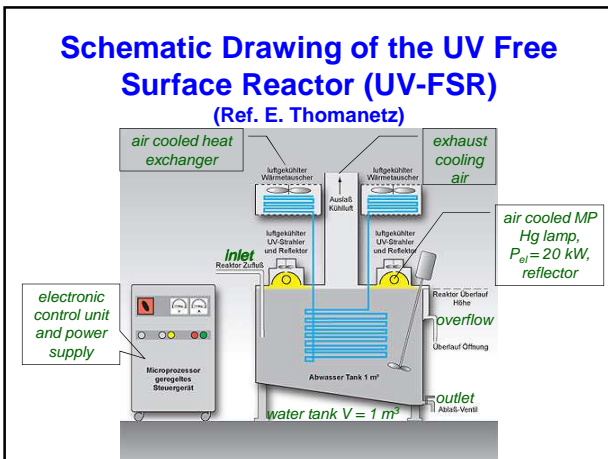 Schematic Drawing of the UV Free
Surface Reactor (UV-FSR)
(Ref. E. Thomanetz)
air cooled heat
exchanger
exhaust
cooling
air
luftgekühlter
Wärmetauscher
luftgekühlter
Wärmetauscher
Auslaß
Kühlluft
air cooled MP
Hg lamp,
Pel = 20 kW,
reflector
luftgekühlter
UV-Strahler
und Reflektor
luftgekühlter
UV-Strahler
und Reflektor
inlet
Reaktor Zufluß
electronic
control unit
and power
supply
Reaktor Überlauf
Höhe
overflow
Überlauf Öffnung
Microprozessor
geregeltes
Steuergerät
Abwasser Tank 1 m³
outlet
Ablaß-Ventil
water tank V = 1 m³